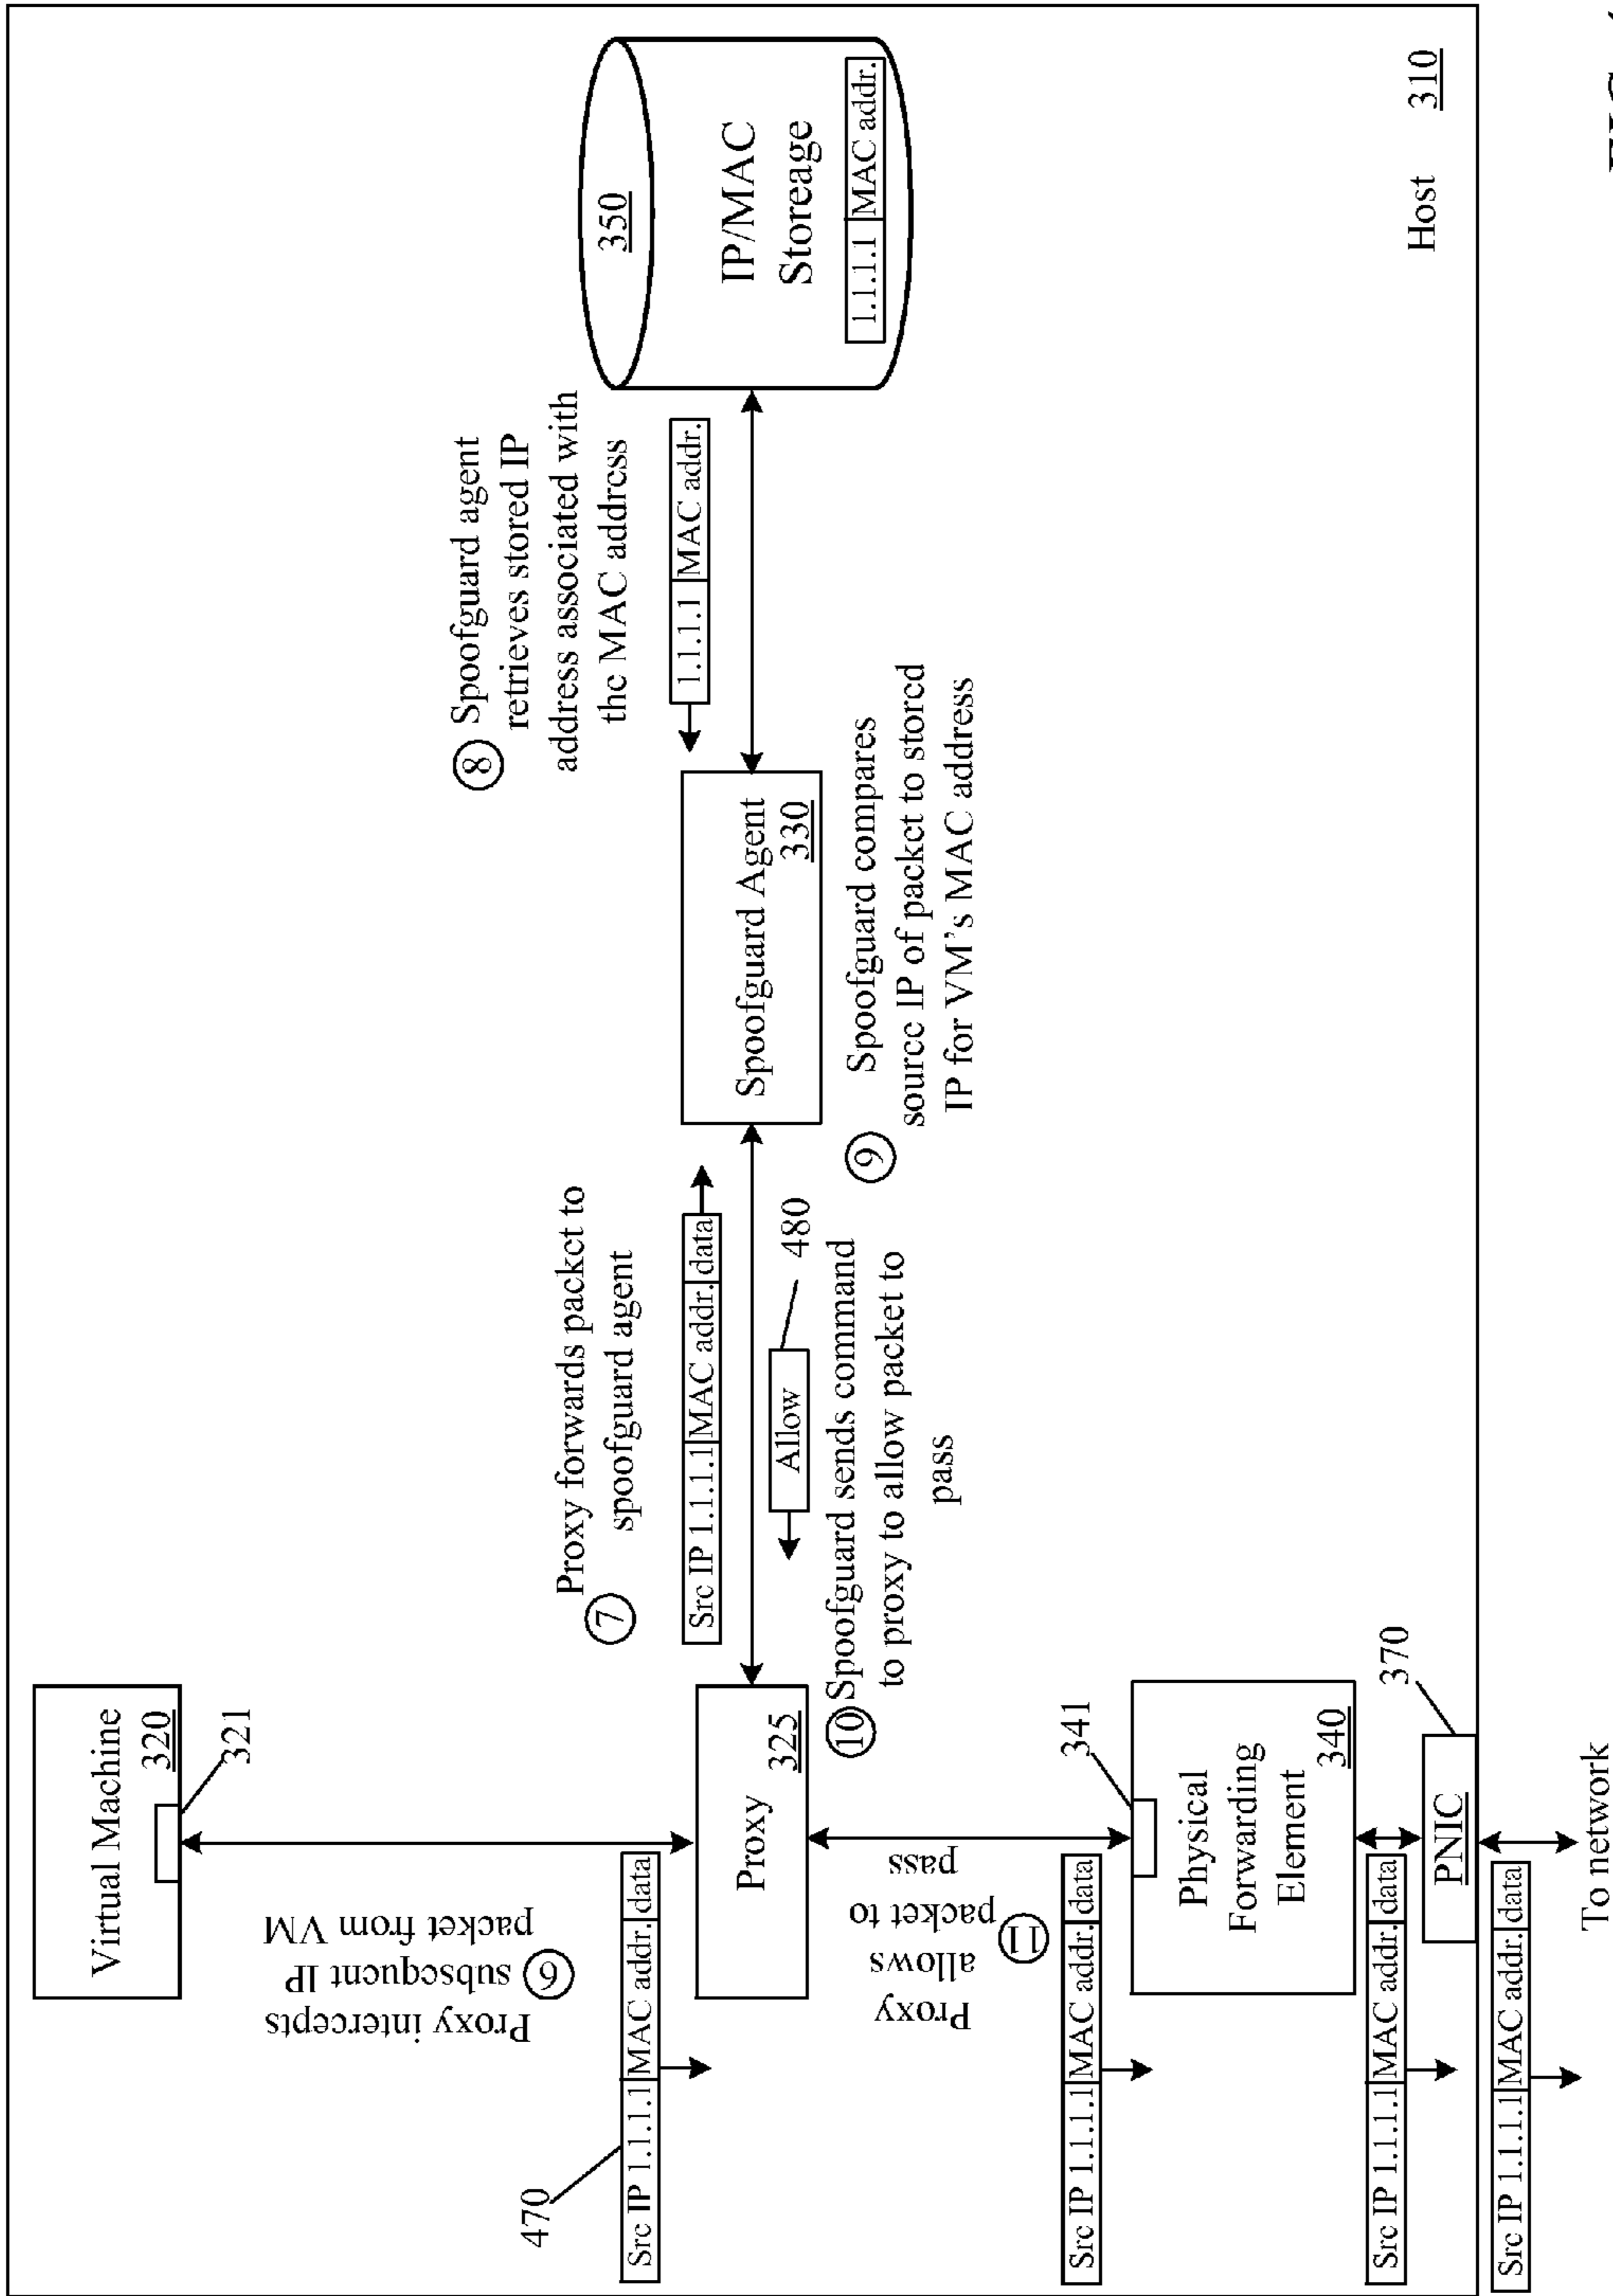 Virtual Machine
320
321
Proxy intercepts
subsequent IP
packet from VM
6
470
Src IP 1.1.1.1 MAC addr. data
Proxy
325
7
Proxy forwards packet to
spoofguard agent
Src IP 1.1.1.1 MAC addr. data
Allow
480
10 Spoofguard sends command
to proxy to allow packet to
pass
Spoofguard Agent
330
8 Spoofguard agent
retrieves stored IP
address associated with
the MAC address
1.1.1.1 MAC addr.
9 Spoofguard compares
source IP of packet to stored
IP for VM's MAC address
350
IP/MAC
Storeage
1.1.1.1 MAC addr.
Proxy
allows
packet to
pass
11
Src IP 1.1.1.1 MAC addr. data
341
Physical
Forwarding
Element
340
Src IP 1.1.1.1 MAC addr. data
370
PNIC
Src IP 1.1.1.1 MAC addr. data
To network
Host 310